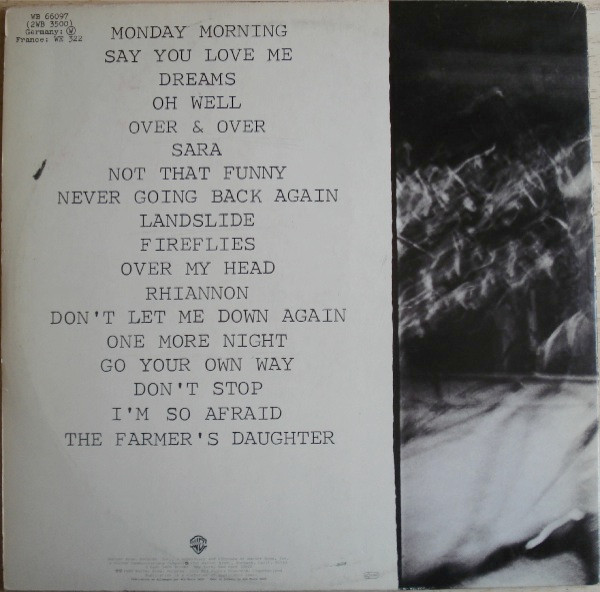 WB 66097
(2WB 3500)
Germany: Ⓦ
France: WE 322
MONDAY MORNING
SAY YOU LOVE ME
DREAMS
OH WELL
OVER & OVER
SARA
NOT THAT FUNNY
NEVER GOING BACK AGAIN
LANDSLIDE
FIREFLIES
OVER MY HEAD
RHIANNON
DON'T LET ME DOWN AGAIN
ONE MORE NIGHT
GO YOUR OWN WAY
DON'T STOP
I'M SO AFRAID
THE FARMER'S DAUGHTER